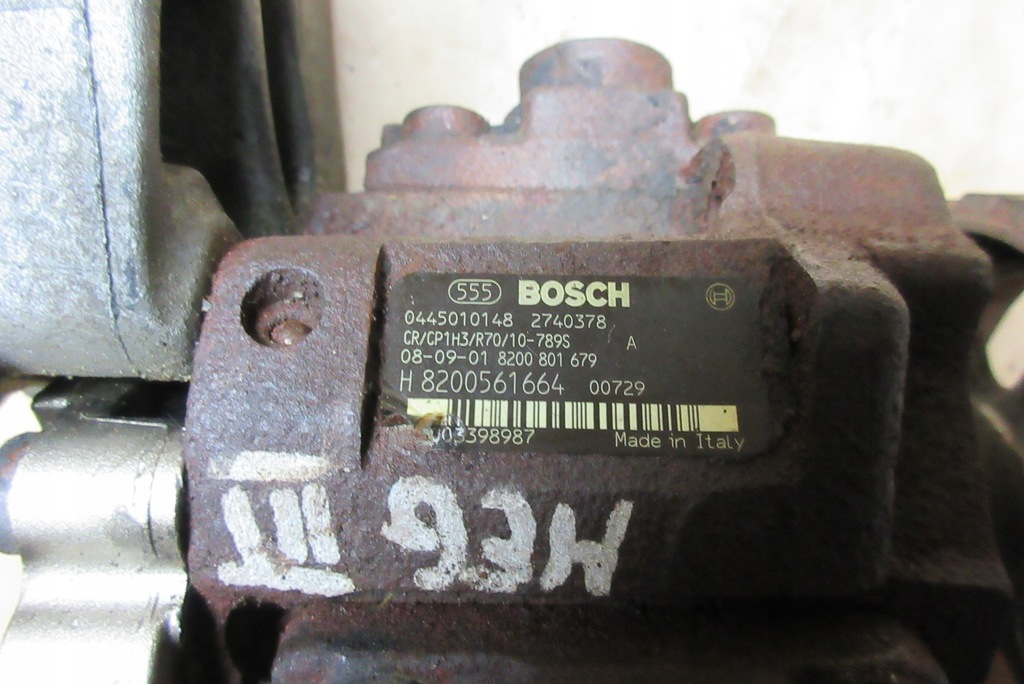 555 BOSCH
0445010148 2740378
CR/CP1H3/R70/10-789S A
08-09-01 8200 801 679
H 8200561664 00729
03398987 Made in Italy
MEG III